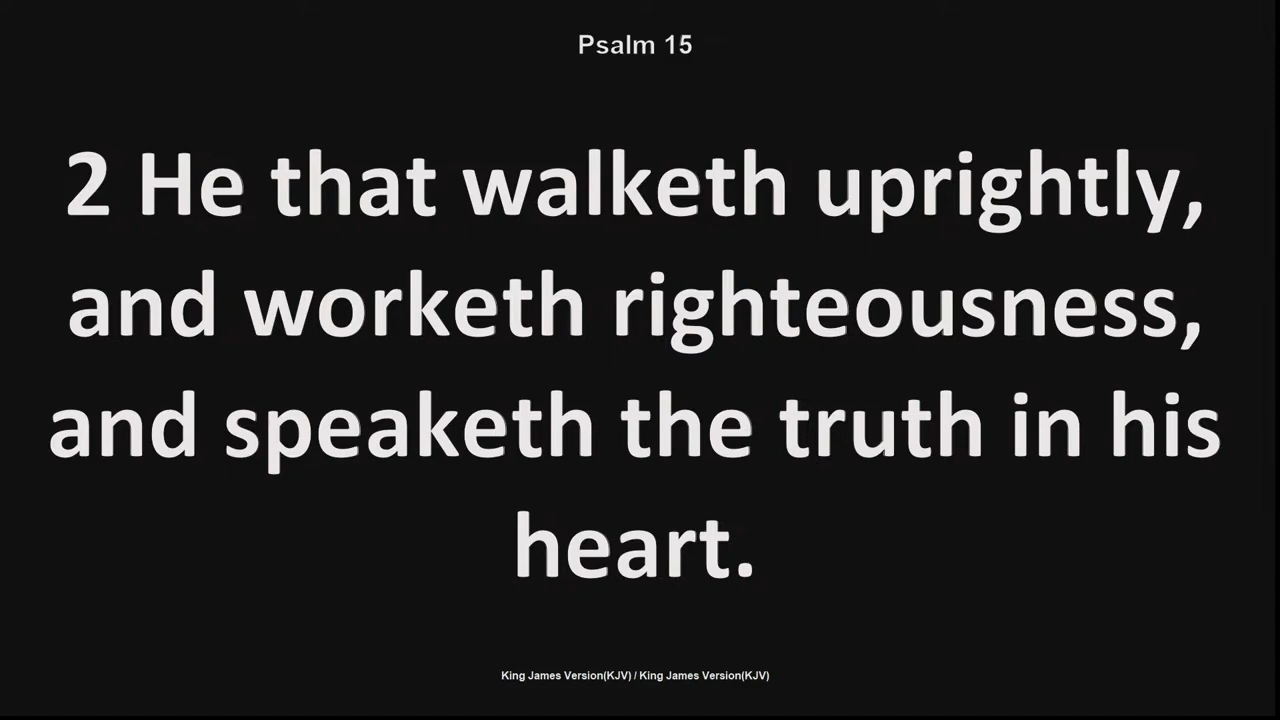 Psalm 15
2 He that walketh uprightly,
and worketh righteousness,
and speaketh the truth in his
heart.
King James Version(KJV) / King James Version(KJV)